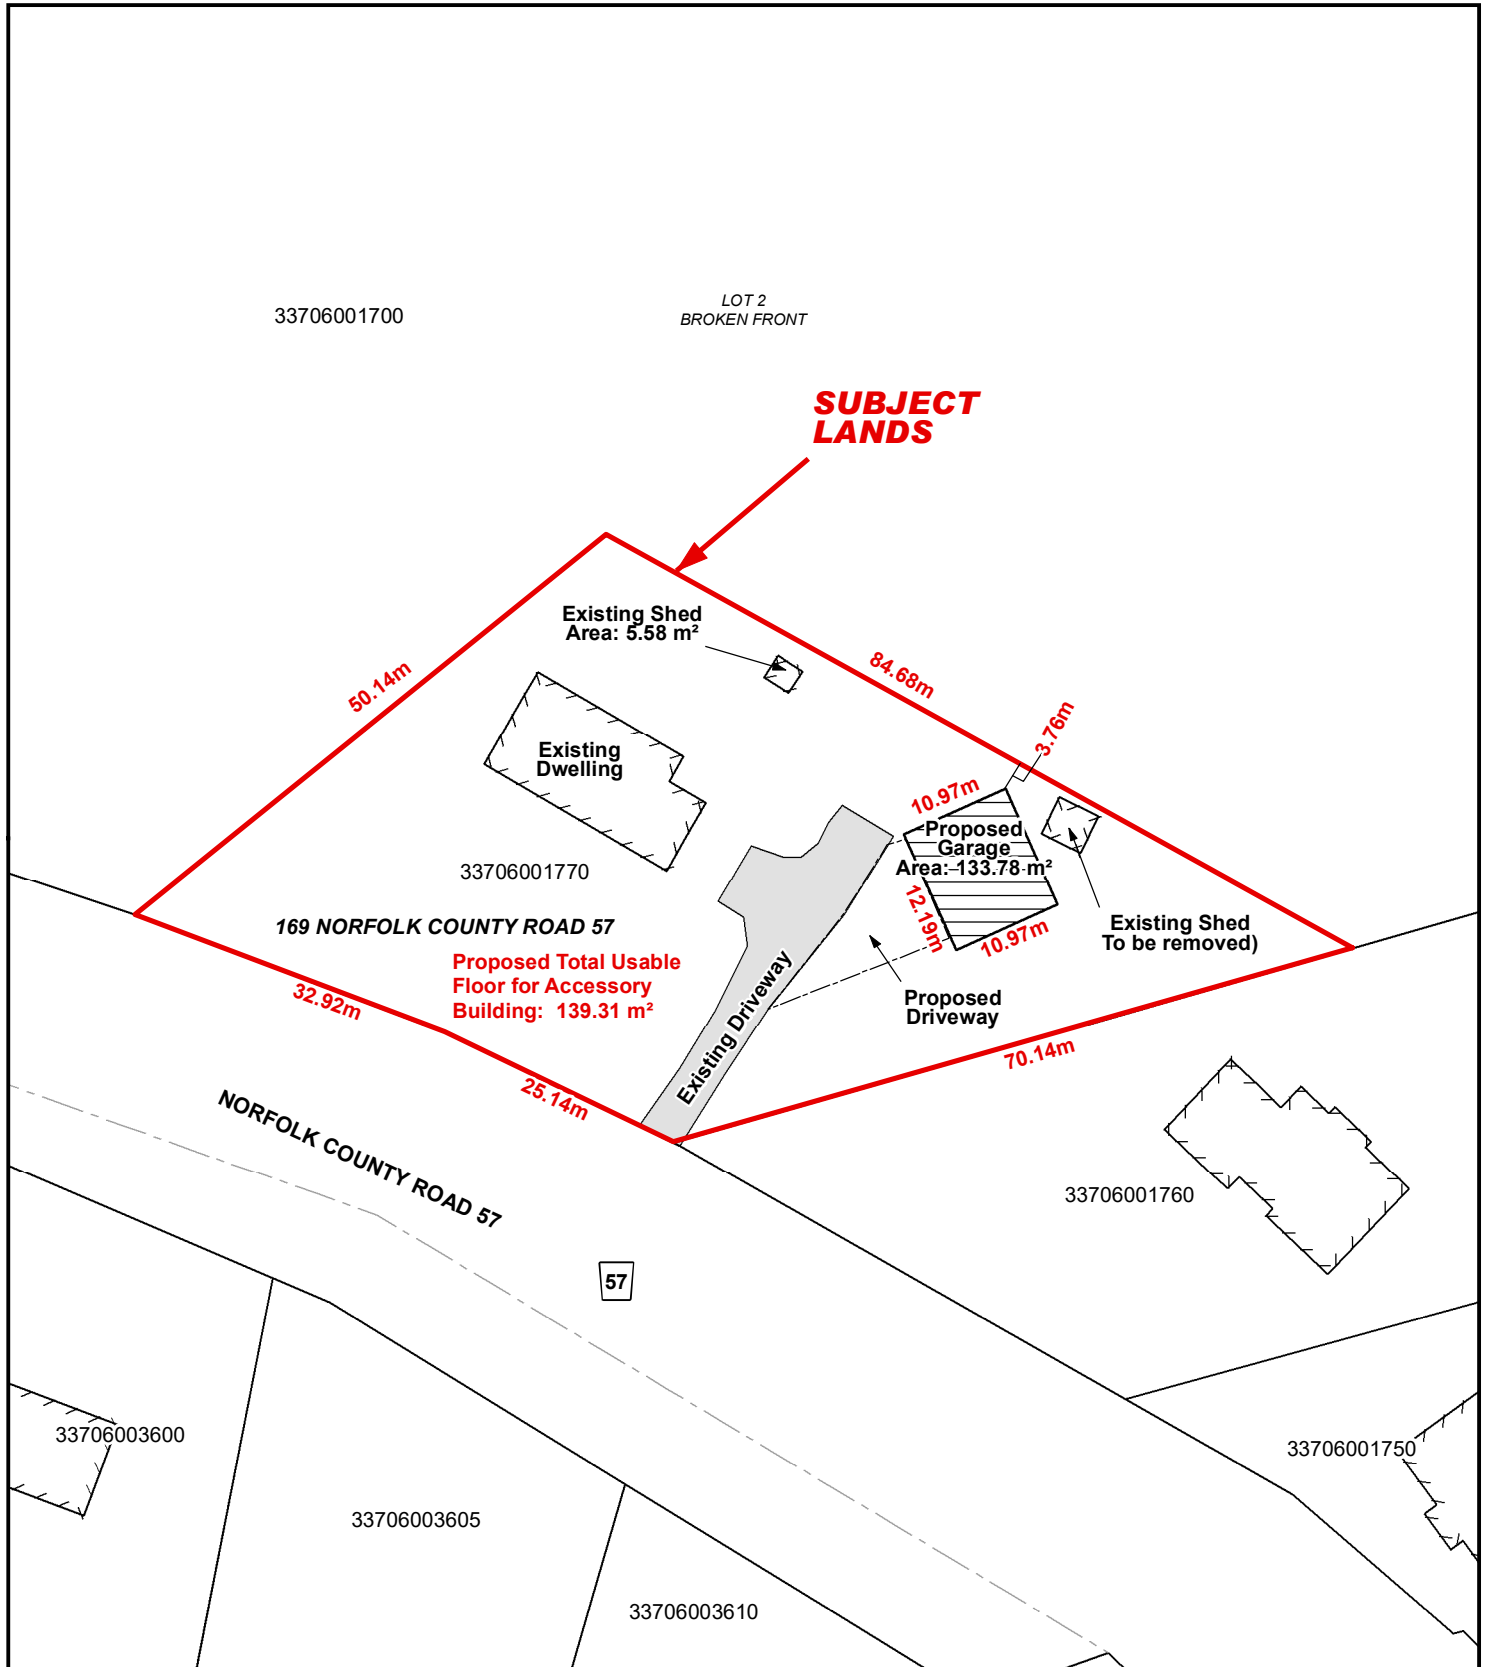 33706001700
LOT 2
BROKEN FRONT
SUBJECT
LANDS
Existing Shed
Area: 5.58 m²
50.14m
84.68m
3.76m
Existing
Dwelling
10.97m
Proposed
Garage
Area: 133.78 m²
33706001770
12.19m
10.97m
Existing Shed
To be removed)
169 NORFOLK COUNTY ROAD 57
Proposed Total Usable
Floor for Accessory
Building: 139.31 m²
32.92m
Existing Driveway
Proposed
Driveway
70.14m
25.14m
NORFOLK COUNTY ROAD 57
33706001760
57
33706003600
33706001750
33706003605
33706003610